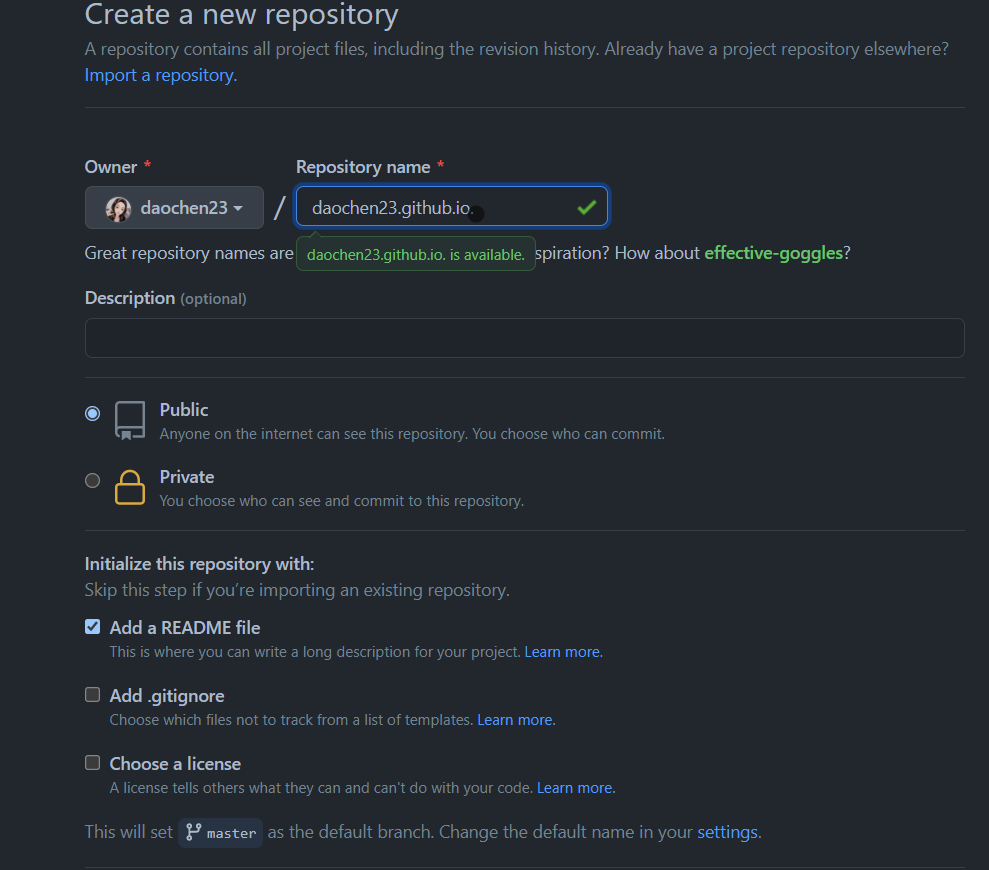 Create a new repository
A repository contains all project files, including the revision history. Already have a project repository elsewhere?
Import a repository.
Owner *
Repository name *
daochen23
/
daochen23.github.io.
Great repository names are
spiration? How about effective-goggles?
daochen23.github.io. is available.
Description (optional)
Public
Anyone on the internet can see this repository. You choose who can commit.
Private
You choose who can see and commit to this repository.
Initialize this repository with:
Skip this step if you’re importing an existing repository.
Add a README file
This is where you can write a long description for your project. Learn more.
Add .gitignore
Choose which files not to track from a list of templates. Learn more.
Choose a license
A license tells others what they can and can't do with your code. Learn more.
This will set master as the default branch. Change the default name in your settings.